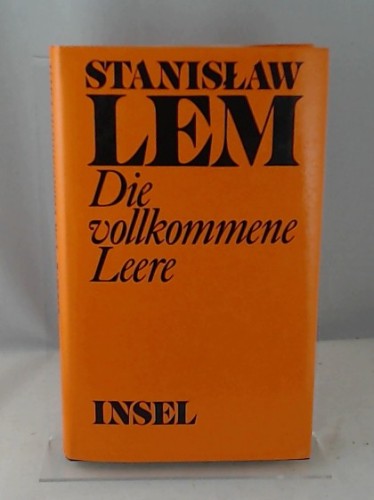 STANISŁAW
LEM
Die
vollkommene
Leere
INSEL